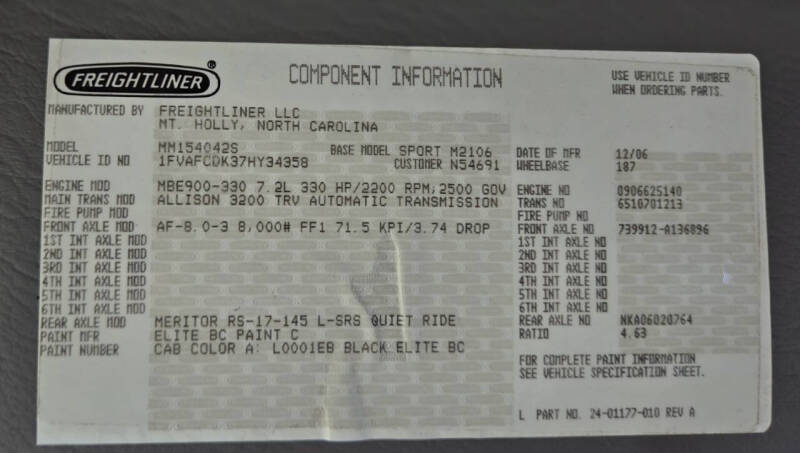 FREIGHTLINER®
COMPONENT INFORMATION
USE VEHICLE ID NUMBER
WHEN ORDERING PARTS.
MANUFACTURED BY FREIGHTLINER LLC
MT. HOLLY, NORTH CAROLINA
MODEL MM154042S BASE MODEL SPORT M2106 DATE OF MFR 12/06
VEHICLE ID NO 1FVAFCDK37HY34358 CUSTOMER N54691 WHEELBASE 187
ENGINE MOD MBE900-330 7.2L 330 HP/2200 RPM, 2500 GOV ENGINE NO 0906625140
MAIN TRANS MOD ALLISON 3200 TRV AUTOMATIC TRANSMISSION TRANS NO 6510701213
FIRE PUMP MOD FIRE PUMP NO
FRONT AXLE MOD AF-8.0-3 8,000# FF1 71.5 KPI/3.74 DROP FRONT AXLE NO 739912-A136896
1ST INT AXLE MOD 1ST INT AXLE NO
2ND INT AXLE MOD 2ND INT AXLE NO
3RD INT AXLE MOD 3RD INT AXLE NO
4TH INT AXLE MOD 4TH INT AXLE NO
5TH INT AXLE MOD 5TH INT AXLE NO
6TH INT AXLE MOD 6TH INT AXLE NO
REAR AXLE MOD MERITOR RS-17-145 L-SRS QUIET RIDE REAR AXLE NO NKA06020764
PAINT MFR ELITE BC PAINT C RATIO 4.63
PAINT NUMBER CAB COLOR A: L0001EB BLACK ELITE BC
FOR COMPLETE PAINT INFORMATION
SEE VEHICLE SPECIFICATION SHEET.
L PART NO. 24-01177-010 REV A